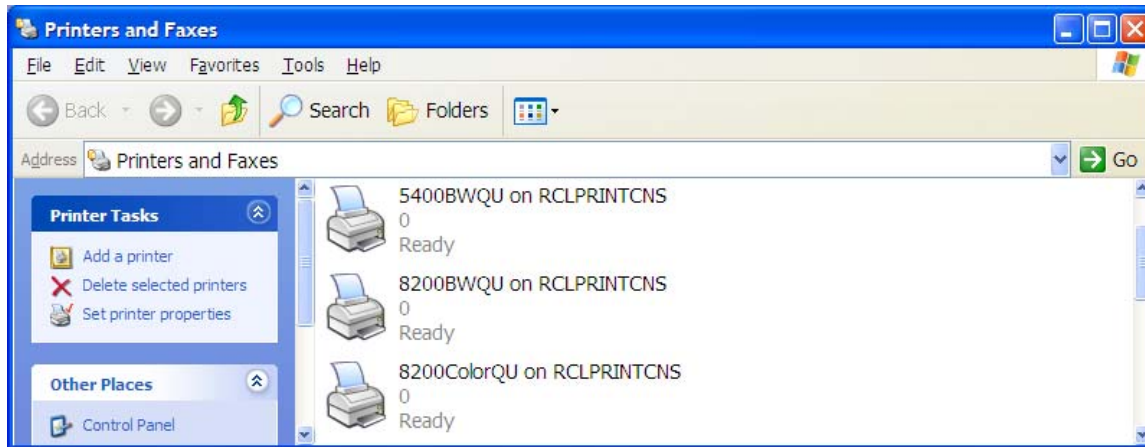 Printers and Faxes
File Edit View Favorites Tools Help
Back Search Folders
Address Printers and Faxes Go
Printer Tasks
Add a printer
Delete selected printers
Set printer properties
Other Places
Control Panel
5400BWQU on RCLPRINTCNS
0
Ready
8200BWQU on RCLPRINTCNS
0
Ready
8200ColorQU on RCLPRINTCNS
0
Ready